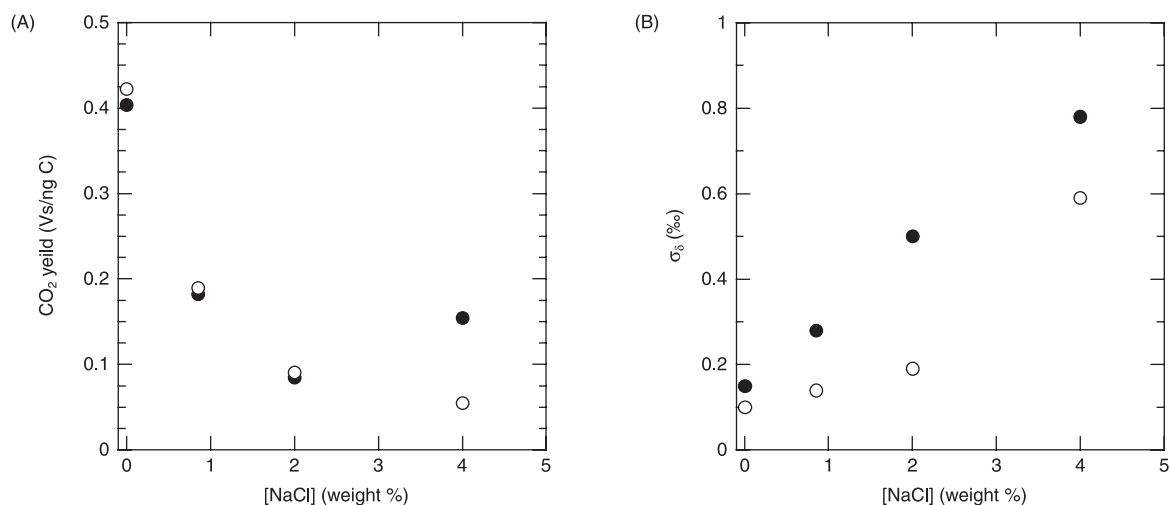 (A)
0.5
0.4
0.3
0.2
0.1
0
CO₂ yeild (Vs/ng C)
0 1 2 3 4 5
[NaCl] (weight %)
(B)
1
0.8
0.6
0.4
0.2
0
σδ (‰)
0 1 2 3 4 5
[NaCl] (weight %)